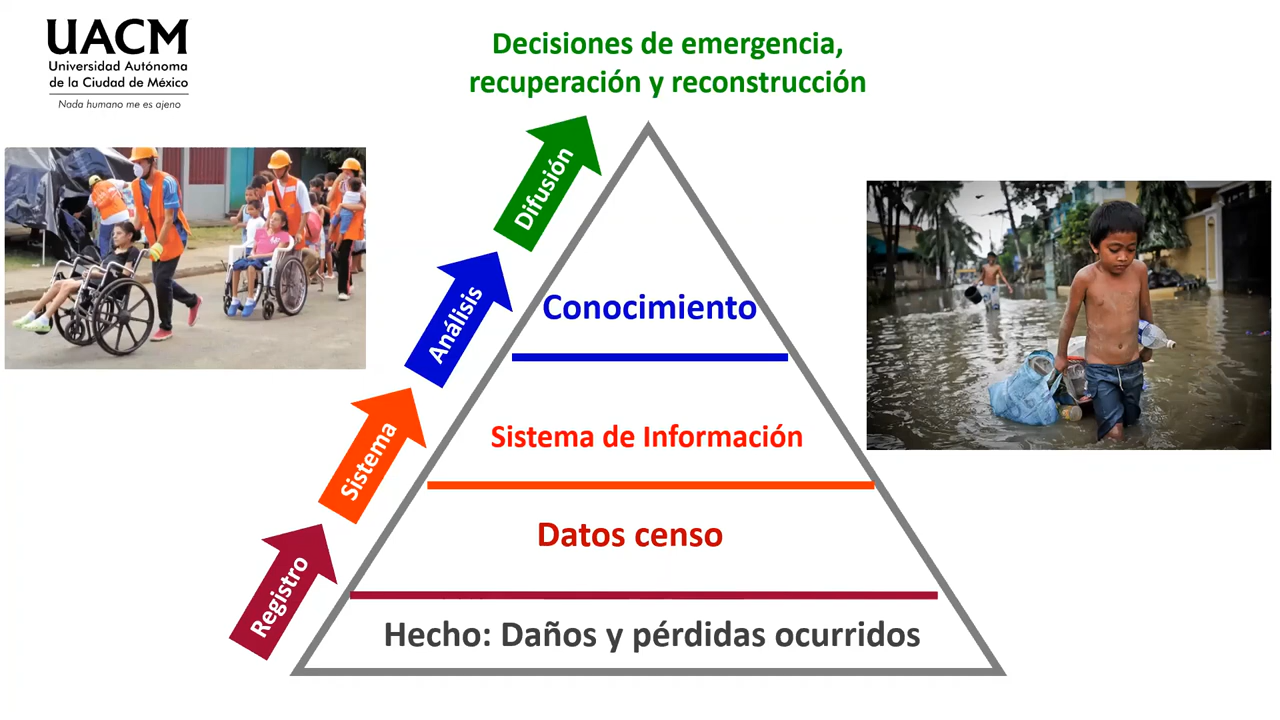 UACM
Universidad Autónoma
de la Ciudad de México
Nada humano me es ajeno
Decisiones de emergencia,
recuperación y reconstrucción
Difusión
Conocimiento
Análisis
Sistema de Información
Sistema
Datos censo
Registro
Hecho: Daños y pérdidas ocurridos